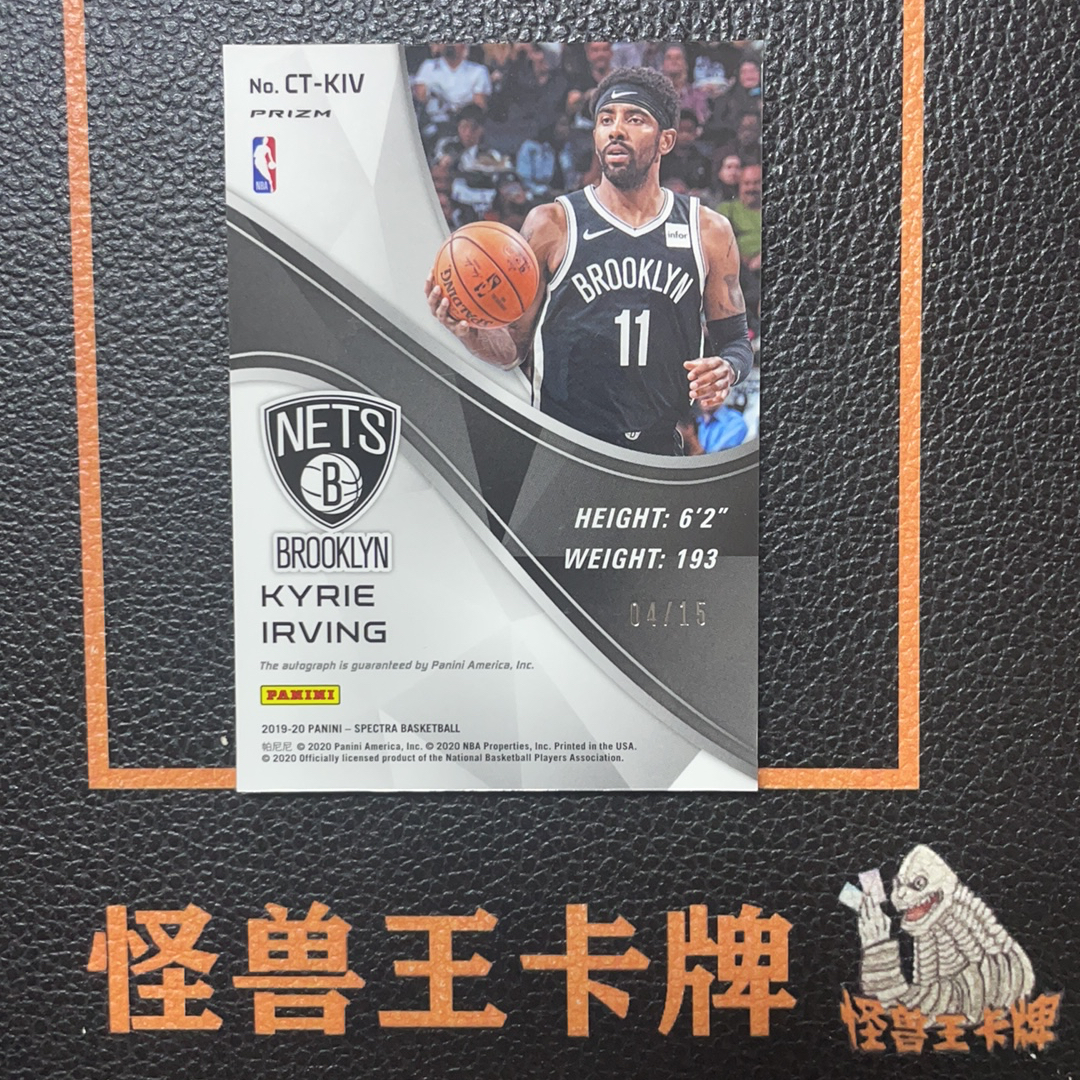 No. CT-KIV
PRIZM
NBA
infor
SPALDING
BROOKLYN
11
NETS
B
BROOKLYN
KYRIE
IRVING
HEIGHT: 6'2"
WEIGHT: 193
04/15
The autograph is guaranteed by Panini America, Inc.
PANINI
2019-20 PANINI – SPECTRA BASKETBALL
帕尼尼 © 2020 Panini America, Inc. © 2020 NBA Properties, Inc. Printed in the USA.
© 2020 Officially licensed product of the National Basketball Players Association.
怪兽王卡牌
怪兽王卡牌